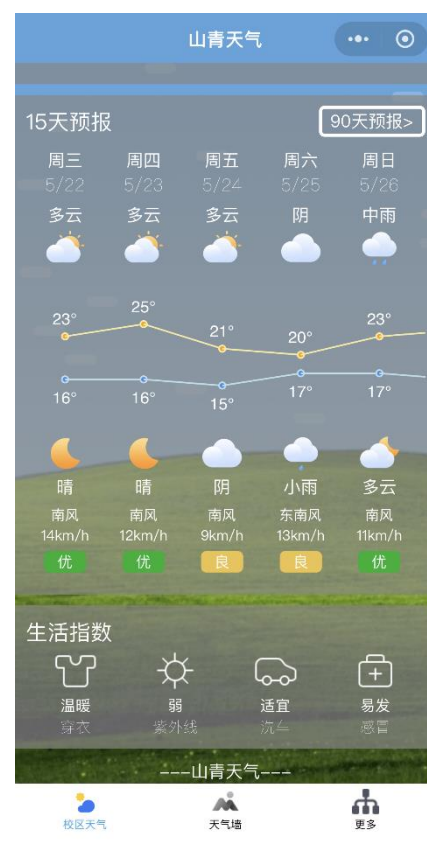 山青天气
15天预报 90天预报>
周三 周四 周五 周六 周日
5/22 5/23 5/24 5/25 5/26
多云 多云 多云 阴 中雨
23° 25° 21° 20° 23°
16° 16° 15° 17° 17°
晴 晴 阴 小雨 多云
南风 南风 南风 东南风 南风
14km/h 12km/h 9km/h 13km/h 11km/h
优 优 良 良 优
生活指数
温暖 弱 适宜 易发
穿衣 紫外线 洗车 感冒
---山青天气---
校区天气 天气墙 更多